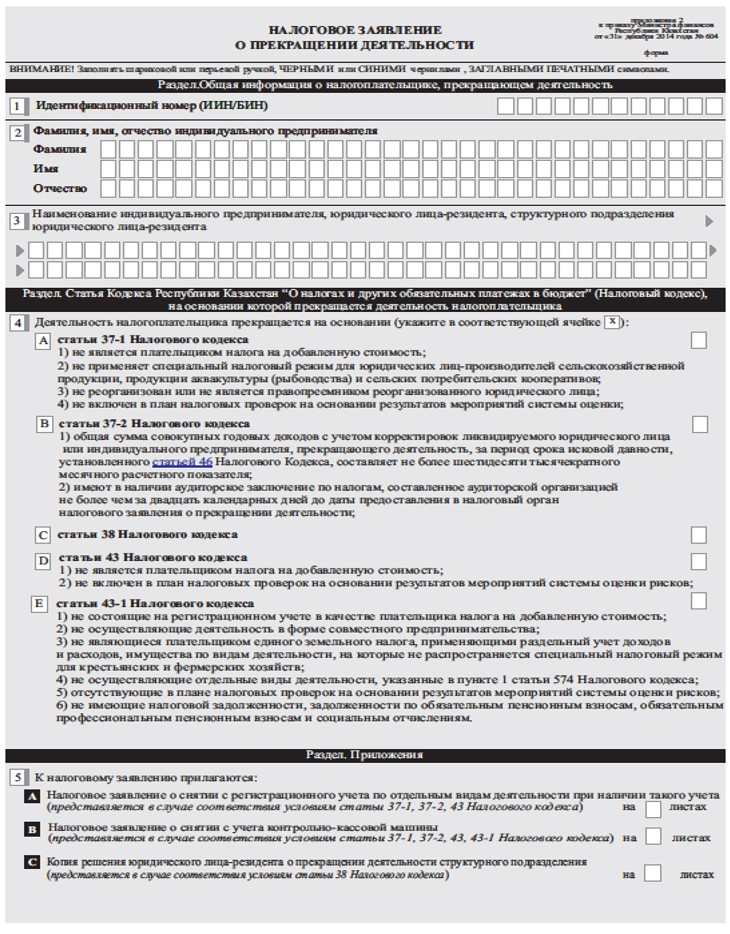 НАЛОГОВОЕ ЗАЯВЛЕНИЕ
О ПРЕКРАЩЕНИИ ДЕЯТЕЛЬНОСТИ
приложение 2
к приказу Министра финансов
Республики Казахстан
от «31» декабря 2014 года № 604
форма
ВНИМАНИЕ! Заполнять шариковой или перьевой ручкой, ЧЕРНЫМИ или СИНИМИ чернилами , ЗАГЛАВНЫМИ ПЕЧАТНЫМИ символами.
Раздел.Общая информация о налогоплательщике, прекращающем деятельность
1 Идентификационный номер (ИИН/БИН)
2 Фамилия, имя, отчество индивидуального предпринимателя
Фамилия
Имя
Отчество
3 Наименование индивидуального предпринимателя, юридического лица-резидента, структурного подразделения
юридического лица-резидента
Раздел. Статья Кодекса Республики Казахстан “О налогах и других обязательных платежах в бюджет” (Налоговый кодекс),
на основании которой прекращается деятельность налогоплательщика
4 Деятельность налогоплательщика прекращается на основании (укажите в соответствующей ячейке X ):
A статьи 37-1 Налогового кодекса
1) не является плательщиком налога на добавленную стоимость;
2) не применяет специальный налоговый режим для юридических лиц-производителей сельскохозяйственной
продукции, продукции аквакультуры (рыбоводства) и сельских потребительских кооперативов;
3) не реорганизован или не является правопреемником реорганизованного юридического лица;
4) не включен в план налоговых проверок на основании результатов мероприятий системы оценки;
B статьи 37-2 Налогового кодекса
1) общая сумма совокупных годовых доходов с учетом корректировок ликвидируемого юридического лица
или индивидуального предпринимателя, прекращающего деятельность, за период срока исковой давности,
установленного статьей 46 Налогового Кодекса, составляет не более шестидесяти тысячекратного
месячного расчетного показателя;
2) имеют в наличии аудиторское заключение по налогам, составленное аудиторской организацией
не более чем за двадцать календарных дней до даты предоставления в налоговый орган
налогового заявления о прекращении деятельности;
C статьи 38 Налогового кодекса
D статьи 43 Налогового кодекса
1) не является плательщиком налога на добавленную стоимость;
2) не включен в план налоговых проверок на основании результатов мероприятий системы оценки рисков;
E статьи 43-1 Налогового кодекса
1) не состоящие на регистрационном учете в качестве плательщика налога на добавленную стоимость;
2) не осуществляющие деятельность в форме совместного предпринимательства;
3) не являющиеся плательщиком единого земельного налога, применяющими раздельный учет доходов
и расходов, имущества по видам деятельности, на которые не распространяется специальный налоговый режим
для крестьянских и фермерских хозяйств;
4) не осуществляющие отдельные виды деятельности, указанные в пункте 1 статьи 574 Налогового кодекса;
5) отсутствующие в плане налоговых проверок на основании результатов мероприятий системы оценки рисков;
6) не имеющие налоговой задолженности, задолженности по обязательным пенсионным взносам, обязательным
профессиональным пенсионным взносам и социальным отчислениям.
Раздел. Приложения
5 К налоговому заявлению прилагаются:
A Налоговое заявление о снятии с регистрационного учета по отдельным видам деятельности при наличии такого учета
(представляется в случае соответствия условиям статьи 37-1, 37-2, 43 Налогового кодекса) на листах
B Налоговое заявление о снятии с учета контрольно-кассовой машины
(представляется в случае соответствия условиям статьи 37-1, 37-2, 43, 43-1 Налогового кодекса) на листах
C Копия решения юридического лица-резидента о прекращении деятельности структурного подразделения
(представляется в случае соответствия условиям статьи 38 Налогового кодекса) на листах